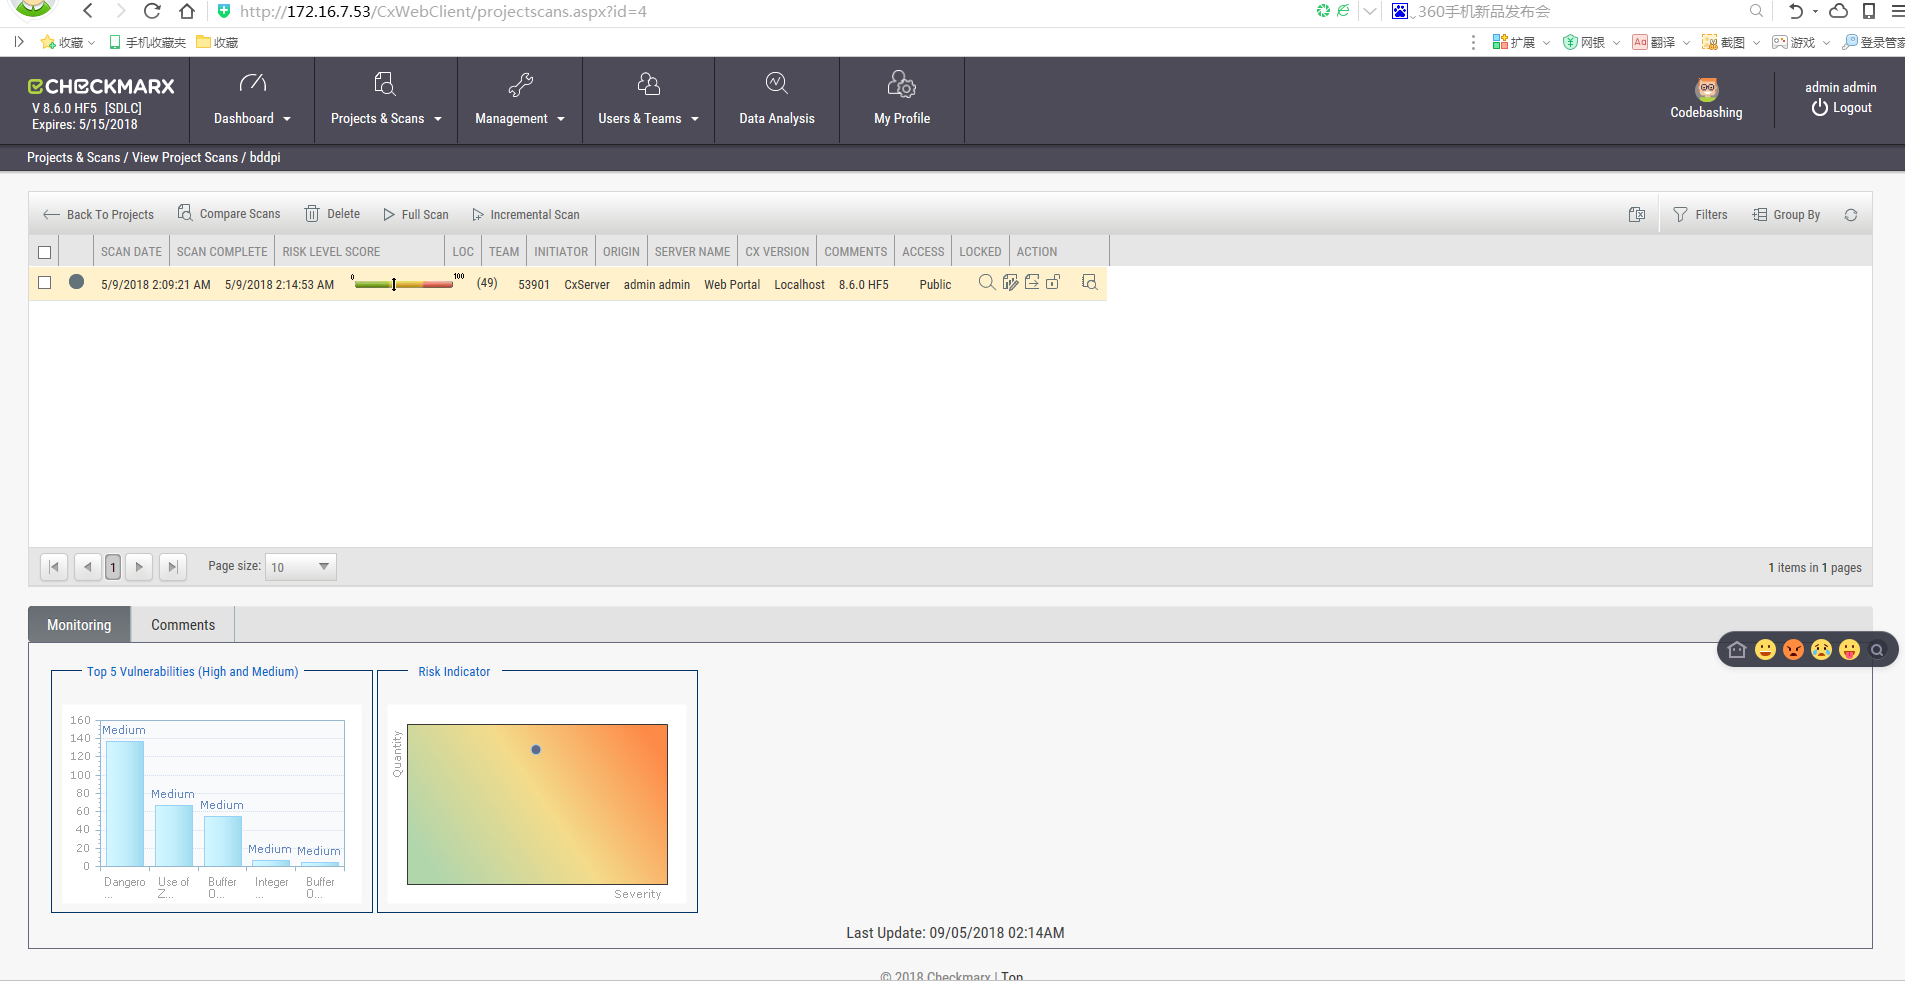 http://172.16.7.53/CxWebClient/projectscans.aspx?id=4
360手机新品发布会
收藏 手机收藏夹 收藏
扩展 网银 翻译 截图 游戏 登录管家
CHECKMARX
V 8.6.0 HF5 [SDLC]
Expires: 5/15/2018
Dashboard Projects & Scans Management Users & Teams Data Analysis My Profile
Codebashing
admin admin
Logout
Projects & Scans / View Project Scans / bddpi
Back To Projects Compare Scans Delete Full Scan Incremental Scan Filters Group By
SCAN DATE SCAN COMPLETE RISK LEVEL SCORE LOC TEAM INITIATOR ORIGIN SERVER NAME CX VERSION COMMENTS ACCESS LOCKED ACTION
5/9/2018 2:09:21 AM 5/9/2018 2:14:53 AM 0 100 (49) 53901 CxServer admin admin Web Portal Localhost 8.6.0 HF5 Public
1 Page size: 10 1 items in 1 pages
Monitoring Comments
Top 5 Vulnerabilities (High and Medium)
160
140
120
100
80
60
40
20
0
Medium
Medium
Medium
Medium
Medium
Dangero ...
Use of Z...
Buffer O...
Integer ...
Buffer O...
Risk Indicator
Quantity
Severity
Last Update: 09/05/2018 02:14AM
© 2018 Checkmarx | Top